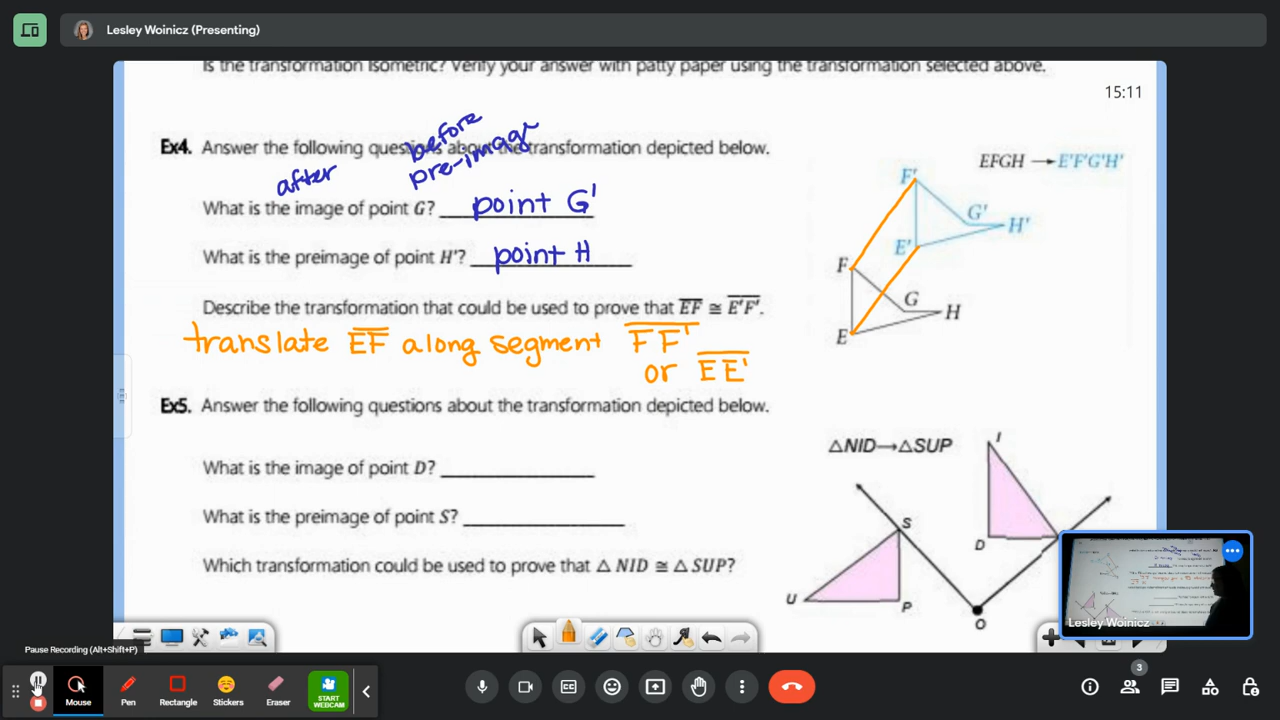 Lesley Woinicz (Presenting)
Is the transformation isometric? Verify your answer with patty paper using the transformation selected above.
15:11
Ex4. Answer the following questions about the transformation depicted below.
before
pre-image
after
EFGH → E'F'G'H'
What is the image of point G? point G'
What is the preimage of point H'? point H
Describe the transformation that could be used to prove that EF ≅ E'F'.
translate EF along segment FF'
or EE'
F'
G'
H'
E'
F
G
H
E
Ex5. Answer the following questions about the transformation depicted below.
△NID→△SUP
What is the image of point D?
What is the preimage of point S?
Which transformation could be used to prove that △ NID ≅ △ SUP?
I
S
D
U
P
O
Lesley Woinicz
Pause Recording (Alt+Shift+P)
Mouse
Pen
Rectangle
Stickers
Eraser
START
WEBCAM
3